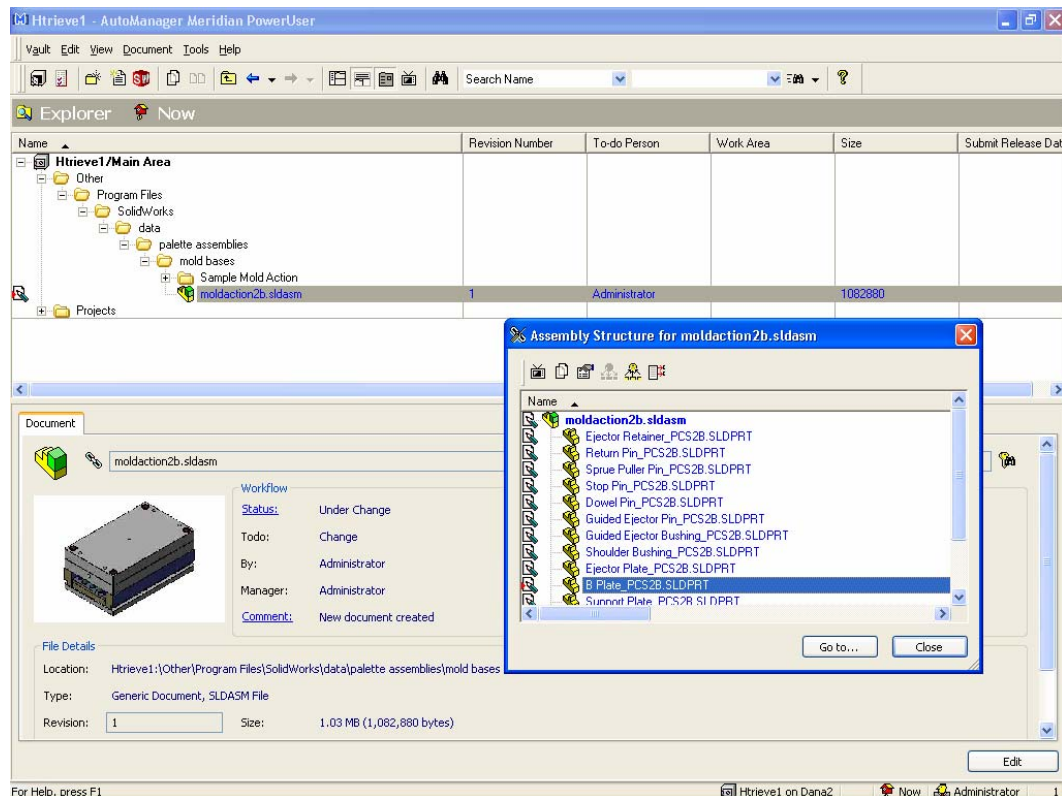 Htrieve1 - AutoManager Meridian PowerUser
Vault Edit View Document Tools Help
Search Name
Explorer Now
Name Revision Number To-do Person Work Area Size Submit Release Dat
Htrieve1/Main Area
Other
Program Files
SolidWorks
data
palette assemblies
mold bases
Sample Mold Action
moldaction2b.sldasm 1 Administrator 1082880
Projects
Assembly Structure for moldaction2b.sldasm
Name
moldaction2b.sldasm
Ejector Retainer_PCS2B.SLDPRT
Return Pin_PCS2B.SLDPRT
Sprue Puller Pin_PCS2B.SLDPRT
Stop Pin_PCS2B.SLDPRT
Dowel Pin_PCS2B.SLDPRT
Guided Ejector Pin_PCS2B.SLDPRT
Guided Ejector Bushing_PCS2B.SLDPRT
Shoulder Bushing_PCS2B.SLDPRT
Ejector Plate_PCS2B.SLDPRT
B Plate_PCS2B.SLDPRT
Support Plate_PCS2B.SLDPRT
Go to... Close
Document
moldaction2b.sldasm
Workflow
Status: Under Change
Todo: Change
By: Administrator
Manager: Administrator
Comment: New document created
File Details
Location: Htrieve1:\Other\Program Files\SolidWorks\data\palette assemblies\mold bases
Type: Generic Document, SLDASM File
Revision: 1 Size: 1.03 MB (1,082,880 bytes)
Edit
For Help, press F1 Htrieve1 on Dana2 Now Administrator 1